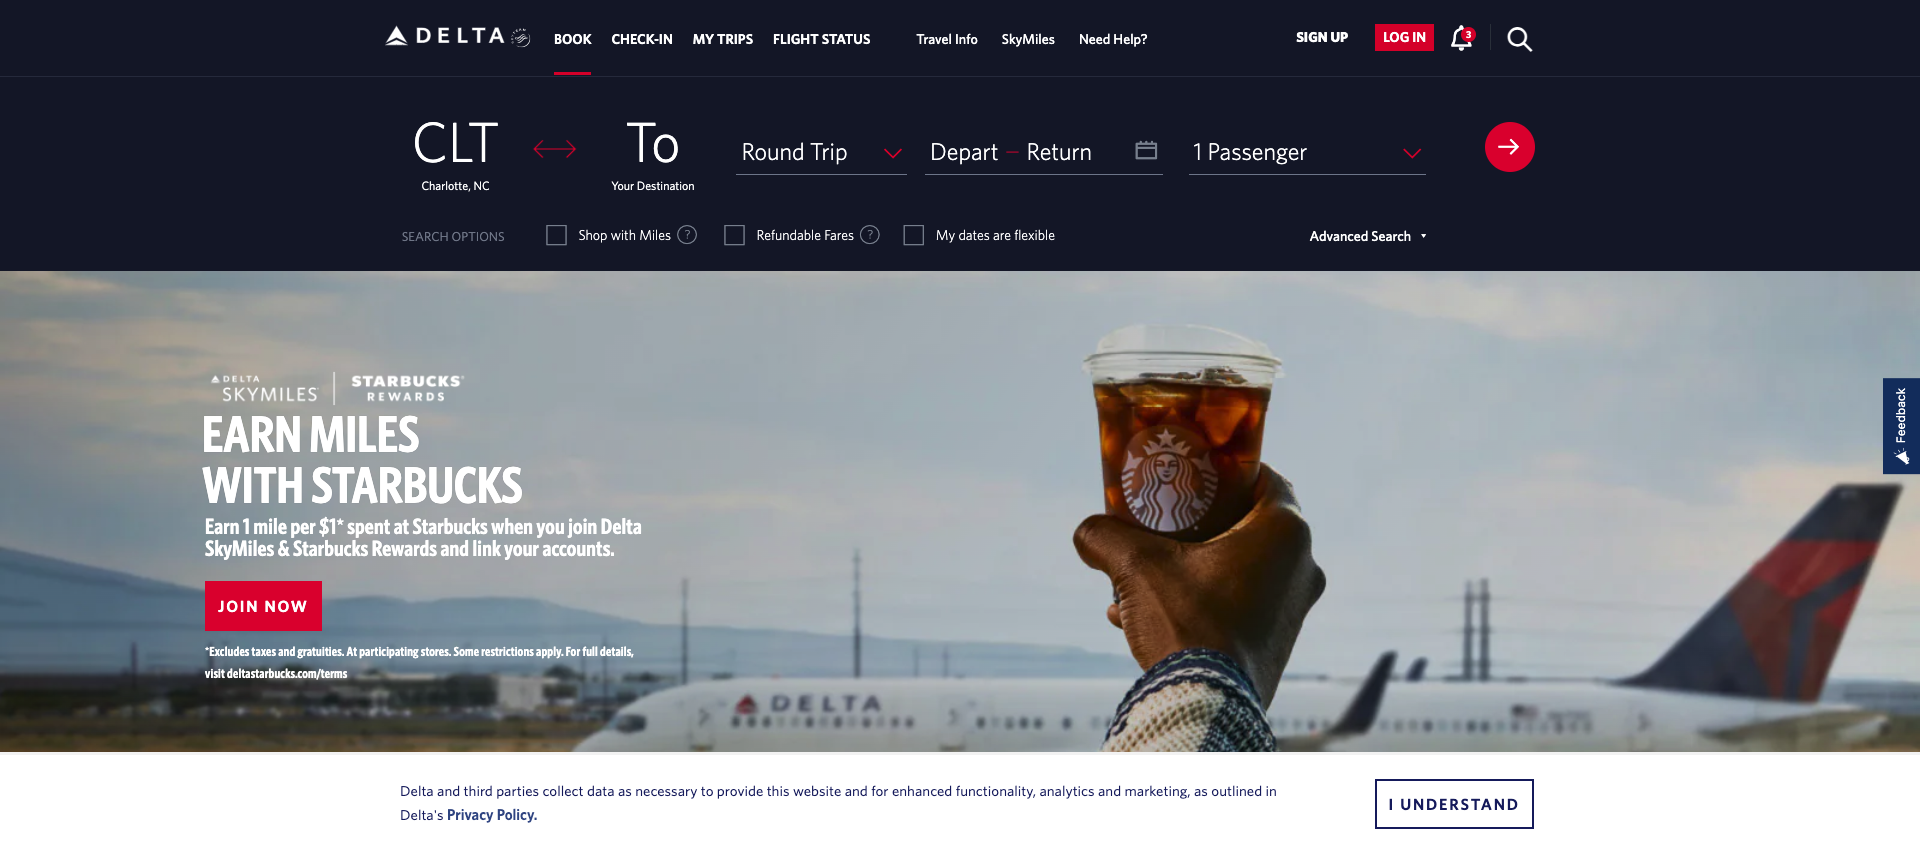 DELTA
BOOK
CHECK-IN
MY TRIPS
FLIGHT STATUS
Travel Info
SkyMiles
Need Help?
SIGN UP
LOG IN
3
CLT
Charlotte, NC
To
Your Destination
Round Trip
Depart — Return
1 Passenger
SEARCH OPTIONS
Shop with Miles ?
Refundable Fares ?
My dates are flexible
Advanced Search
DELTA
SKYMILES
STARBUCKS®
REWARDS
EARN MILES
WITH STARBUCKS
Earn 1 mile per $1* spent at Starbucks when you join Delta
SkyMiles & Starbucks Rewards and link your accounts.
JOIN NOW
*Excludes taxes and gratuities. At participating stores. Some restrictions apply. For full details,
visit deltastarbucks.com/terms
DELTA
Feedback
Delta and third parties collect data as necessary to provide this website and for enhanced functionality, analytics and marketing, as outlined in
Delta's Privacy Policy.
I UNDERSTAND